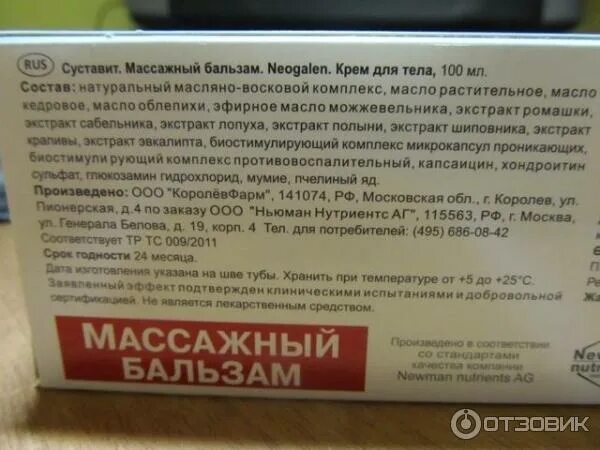 RUS Суставит. Массажный бальзам. Neogalen. Крем для тела, 100 мл.
Состав: натуральный масляно-восковой комплекс, масло растительное, масло
кедровое, масло облепихи, эфирное масло можжевельника, экстракт ромашки,
экстракт сабельника, экстракт лопуха, экстракт полыни, экстракт шиповника, экстракт
крапивы, экстракт эвкалипта, биостимулирующий комплекс микрокапсул проникающих,
биостимули рующий комплекс противовоспалительный, капсаицин, хондроитин
сульфат, глюкозамин гидрохлорид, мумие, пчелиный яд.
Произведено: ООО "КоролёвФарм", 141074, РФ, Московская обл., г. Королев, ул.
Пионерская, д.4 по заказу ООО "Ньюман Нутриентс АГ", 115563, РФ, г. Москва,
ул. Генерала Белова, д. 19, корп. 4 Тел. для потребителей: (495) 686-08-42
Соответствует ТР ТС 009/2011
Срок годности 24 месяца.
Дата изготовления указана на шве тубы. Хранить при температуре от +5 до +25°С.
Заявленный эффект подтвержден клиническими испытаниями и добровольной
сертификацией. Не является лекарственным средством.
МАССАЖНЫЙ
БАЛЬЗАМ
Произведено в соответствии
со стандартами
качества компании
Newman nutrients AG
New
nutri
ОТЗОВИК